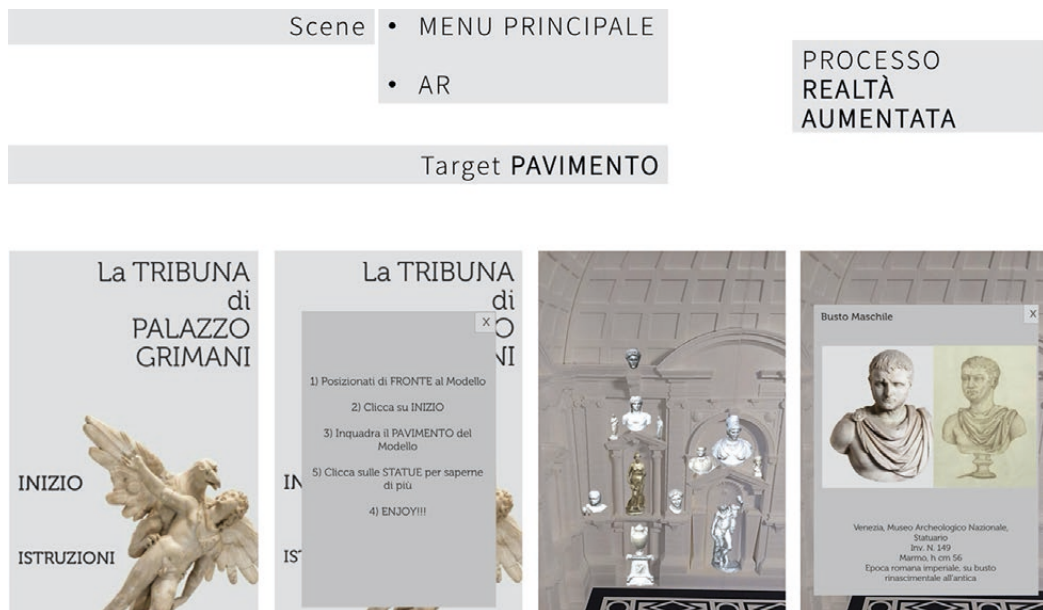 Scene
• MENU PRINCIPALE
• AR
PROCESSO
REALTÀ
AUMENTATA
Target PAVIMENTO
La TRIBUNA
di
PALAZZO
GRIMANI
INIZIO
ISTRUZIONI
La TRIBUNA
di
O
NI
X
1) Posizionati di FRONTE al Modello
2) Clicca su INIZIO
3) Inquadra il PAVIMENTO del
Modello
5) Clicca sulle STATUE per saperne
di più
4) ENJOY!!!
IN
IS
Busto Maschile
X
Venezia, Museo Archeologico Nazionale,
Statuario
Inv. N. 149
Marmo, h cm 56
Epoca romana imperiale, su busto
rinascimentale all'antica